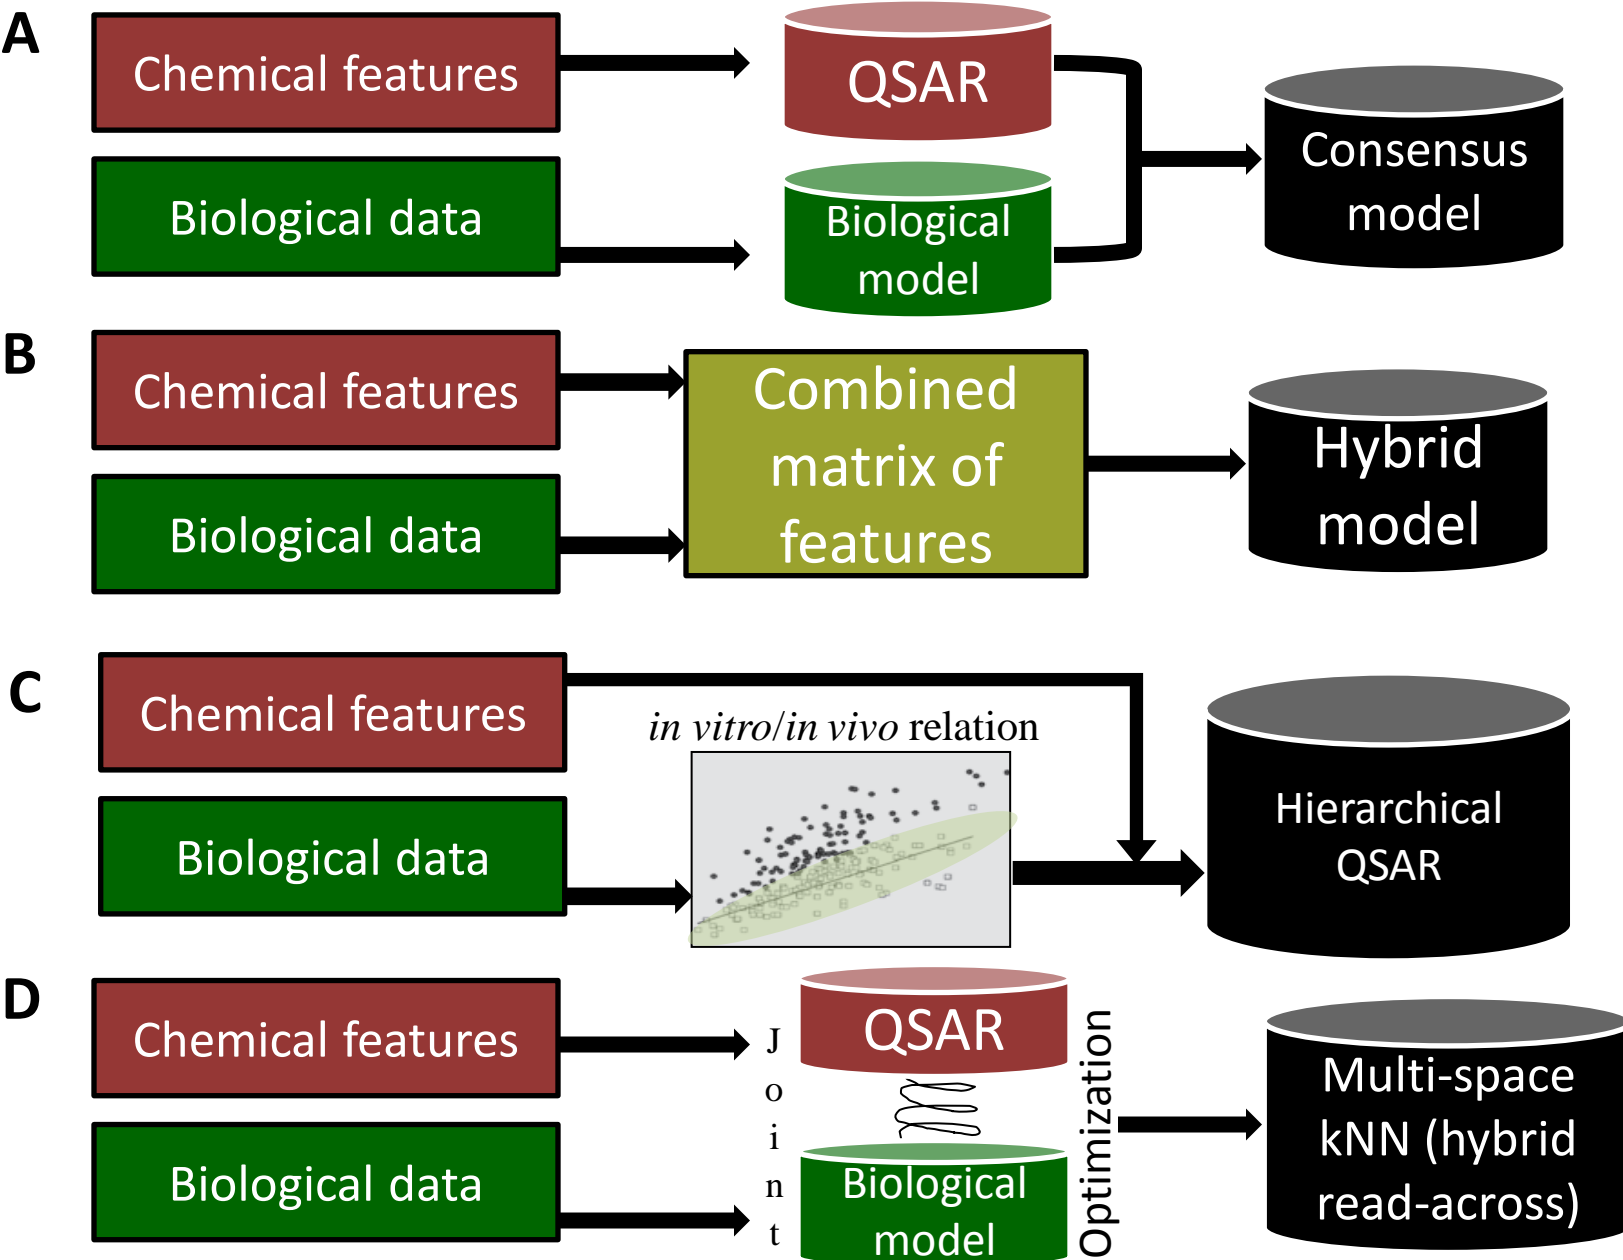 A
Chemical features
QSAR
Biological data
Biological
model
Consensus
model
B
Chemical features
Biological data
Combined
matrix of
features
Hybrid
model
C
Chemical features
Biological data
in vitro/in vivo relation
Hierarchical
QSAR
D
Chemical features
Biological data
Joint
QSAR
Biological
model
Optimization
Multi-space
kNN (hybrid
read-across)